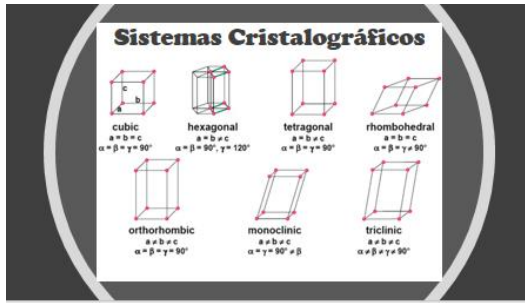 Sistemas Cristalográficos
c
b
a
cubic
a = b = c
α = β = γ = 90°
hexagonal
a = b ≠ c
α = β = 90°, γ = 120°
tetragonal
a = b ≠ c
α = β = γ = 90°
rhombohedral
a = b = c
α = β = γ ≠ 90°
orthorhombic
a ≠ b ≠ c
α = β = γ = 90°
monoclinic
a ≠ b ≠ c
α = γ = 90° ≠ β
triclinic
a ≠ b ≠ c
α ≠ β ≠ γ ≠ 90°